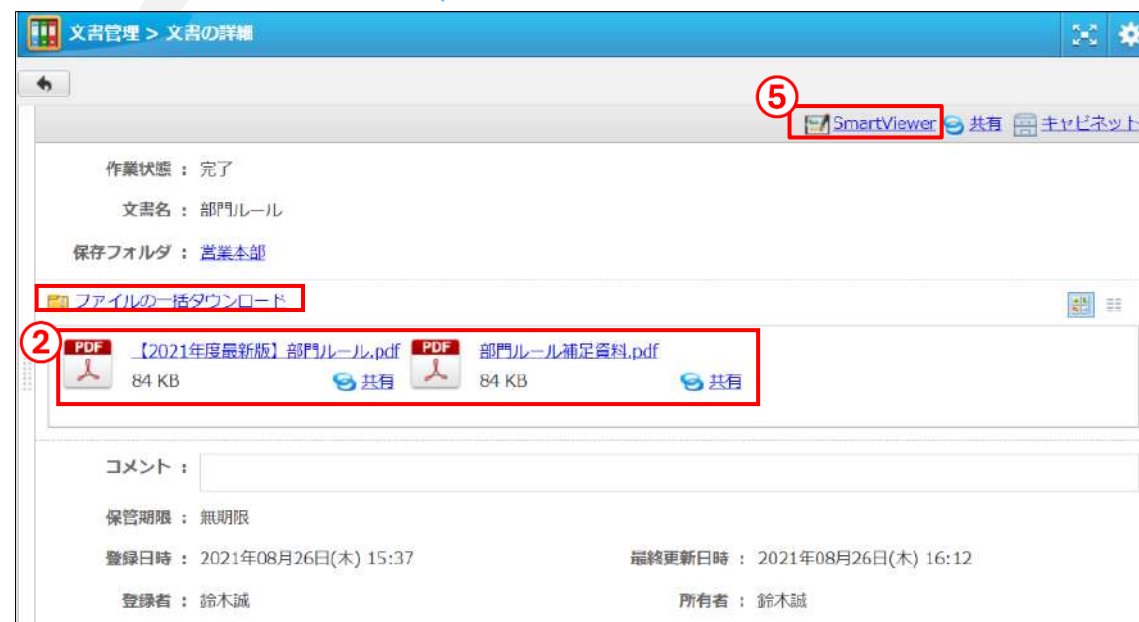 文書管理 > 文書の詳細
⑤
SmartViewer 共有 キャビネット
作業状態 : 完了
文書名 : 部門ルール
保存フォルダ : 営業本部
ファイルの一括ダウンロード
②
PDF 【2021年度最新版】部門ルール.pdf PDF 部門ルール補足資料.pdf
84 KB 共有 84 KB 共有
コメント :
保管期限 : 無期限
登録日時 : 2021年08月26日(木) 15:37 最終更新日時 : 2021年08月26日(木) 16:12
登録者 : 鈴木誠 所有者 : 鈴木誠